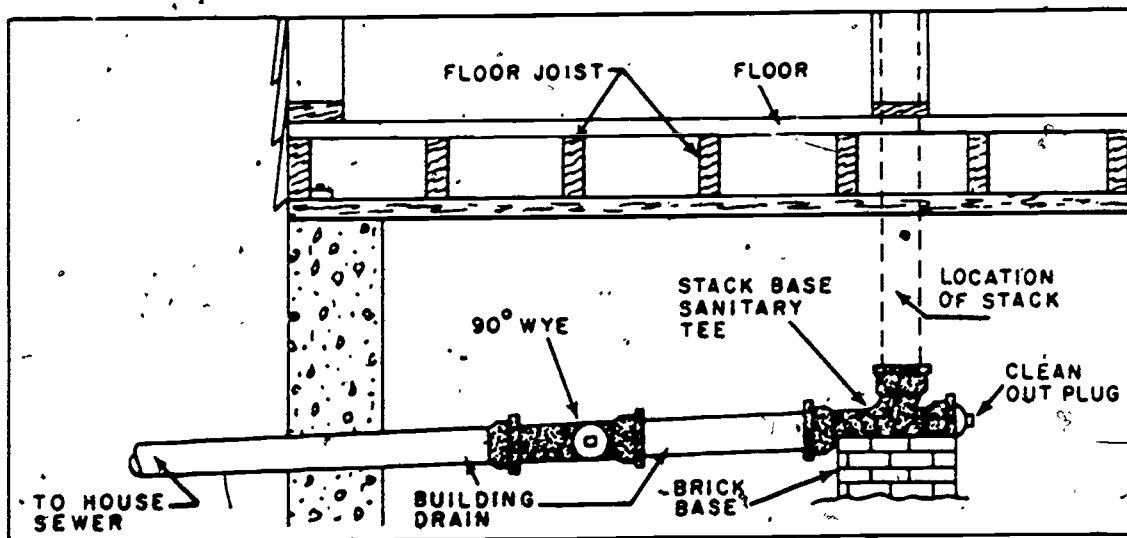 FLOOR JOIST
FLOOR
STACK BASE
SANITARY
TEE
LOCATION
OF STACK
90° WYE
CLEAN
OUT PLUG
TO HOUSE
SEWER
BUILDING
DRAIN
BRICK
BASE